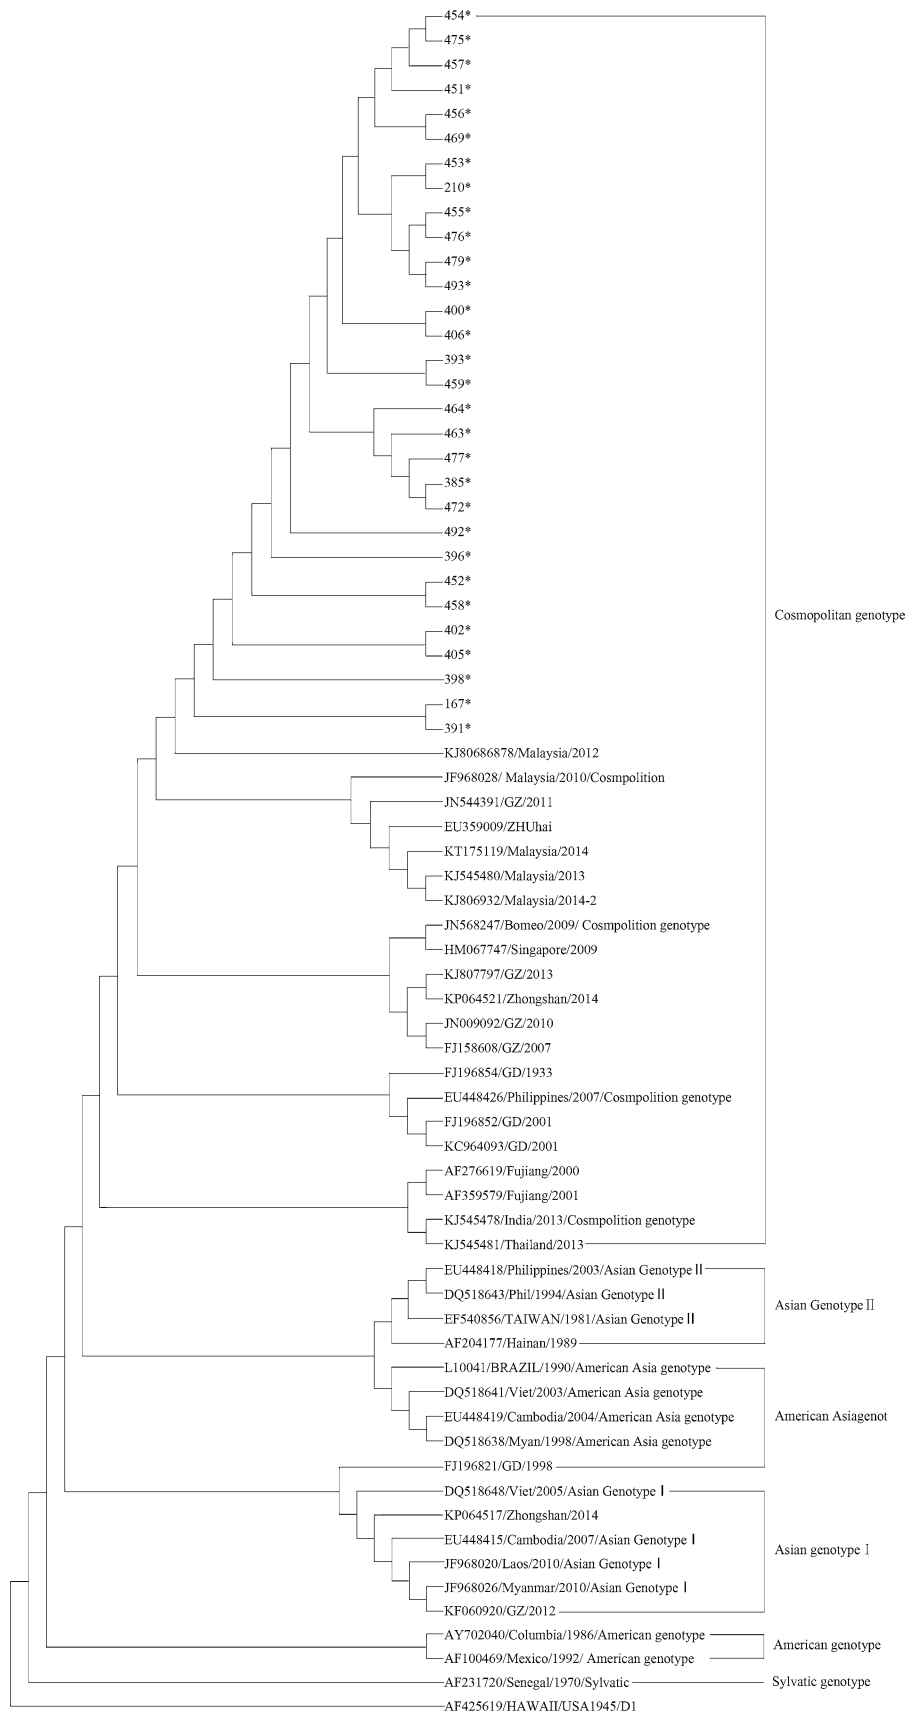 454*
475*
457*
451*
456*
469*
453*
210*
455*
476*
479*
493*
400*
406*
393*
459*
464*
463*
477*
385*
472*
492*
396*
452*
458*
Cosmopolitan genotype
402*
405*
398*
167*
391*
KJ80686878/Malaysia/2012
JF968028/ Malaysia/2010/Cosmpolition
JN544391/GZ/2011
EU359009/ZHUhai
KT175119/Malaysia/2014
KJ545480/Malaysia/2013
KJ806932/Malaysia/2014-2
JN568247/Bomeo/2009/ Cosmpolition genotype
HM067747/Singapore/2009
KJ807797/GZ/2013
KP064521/Zhongshan/2014
JN009092/GZ/2010
FJ158608/GZ/2007
FJ196854/GD/1933
EU448426/Philippines/2007/Cosmpolition genotype
FJ196852/GD/2001
KC964093/GD/2001
AF276619/Fujiang/2000
AF359579/Fujiang/2001
KJ545478/India/2013/Cosmpolition genotype
KJ545481/Thailand/2013
EU448418/Philippines/2003/Asian Genotype Ⅱ
DQ518643/Phil/1994/Asian Genotype Ⅱ
Asian Genotype Ⅱ
EF540856/TAIWAN/1981/Asian Genotype Ⅱ
AF204177/Hainan/1989
L10041/BRAZIL/1990/American Asia genotype
DQ518641/Viet/2003/American Asia genotype
EU448419/Cambodia/2004/American Asia genotype
American Asiagenot
DQ518638/Myan/1998/American Asia genotype
FJ196821/GD/1998
DQ518648/Viet/2005/Asian Genotype Ⅰ
KP064517/Zhongshan/2014
EU448415/Cambodia/2007/Asian Genotype Ⅰ
Asian genotype Ⅰ
JF968020/Laos/2010/Asian Genotype Ⅰ
JF968026/Myanmar/2010/Asian Genotype Ⅰ
KF060920/GZ/2012
AY702040/Columbia/1986/American genotype
American genotype
AF100469/Mexico/1992/ American genotype
AF231720/Senegal/1970/Sylvatic
Sylvatic genotype
AF425619/HAWAII/USA1945/D1